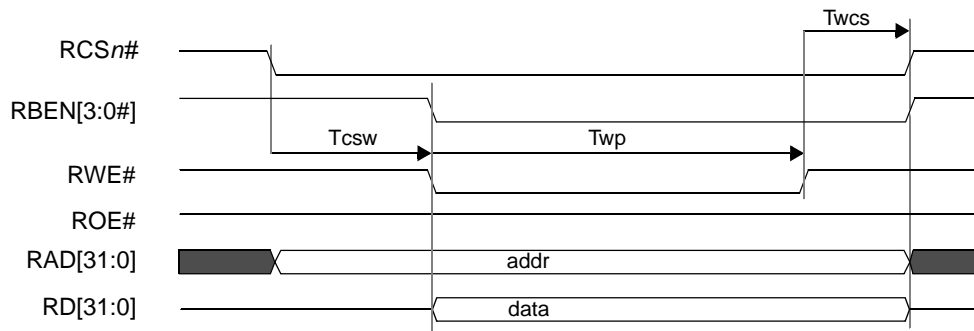 Twcs
RCSn#
RBEN[3:0#]
Tcsw
Twp
RWE#
ROE#
RAD[31:0]
addr
RD[31:0]
data